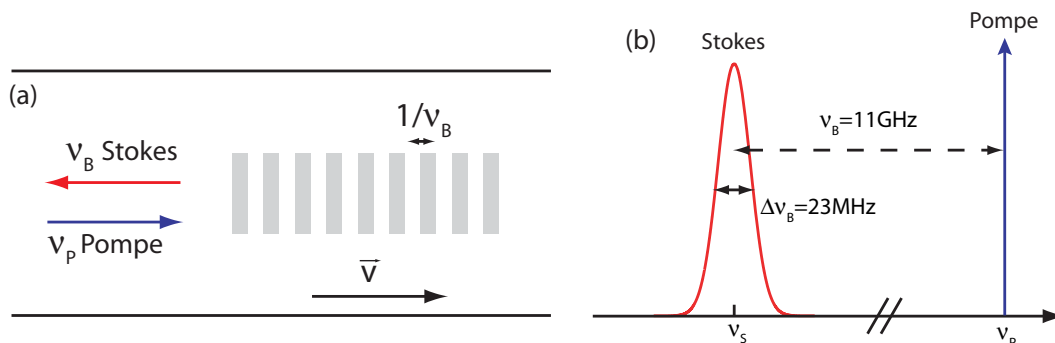 (a)
1/ν_B
ν_B Stokes
ν_P Pompe
v
(b)
Stokes
Pompe
ν_B=11GHz
Δν_B=23MHz
ν_S
ν_P